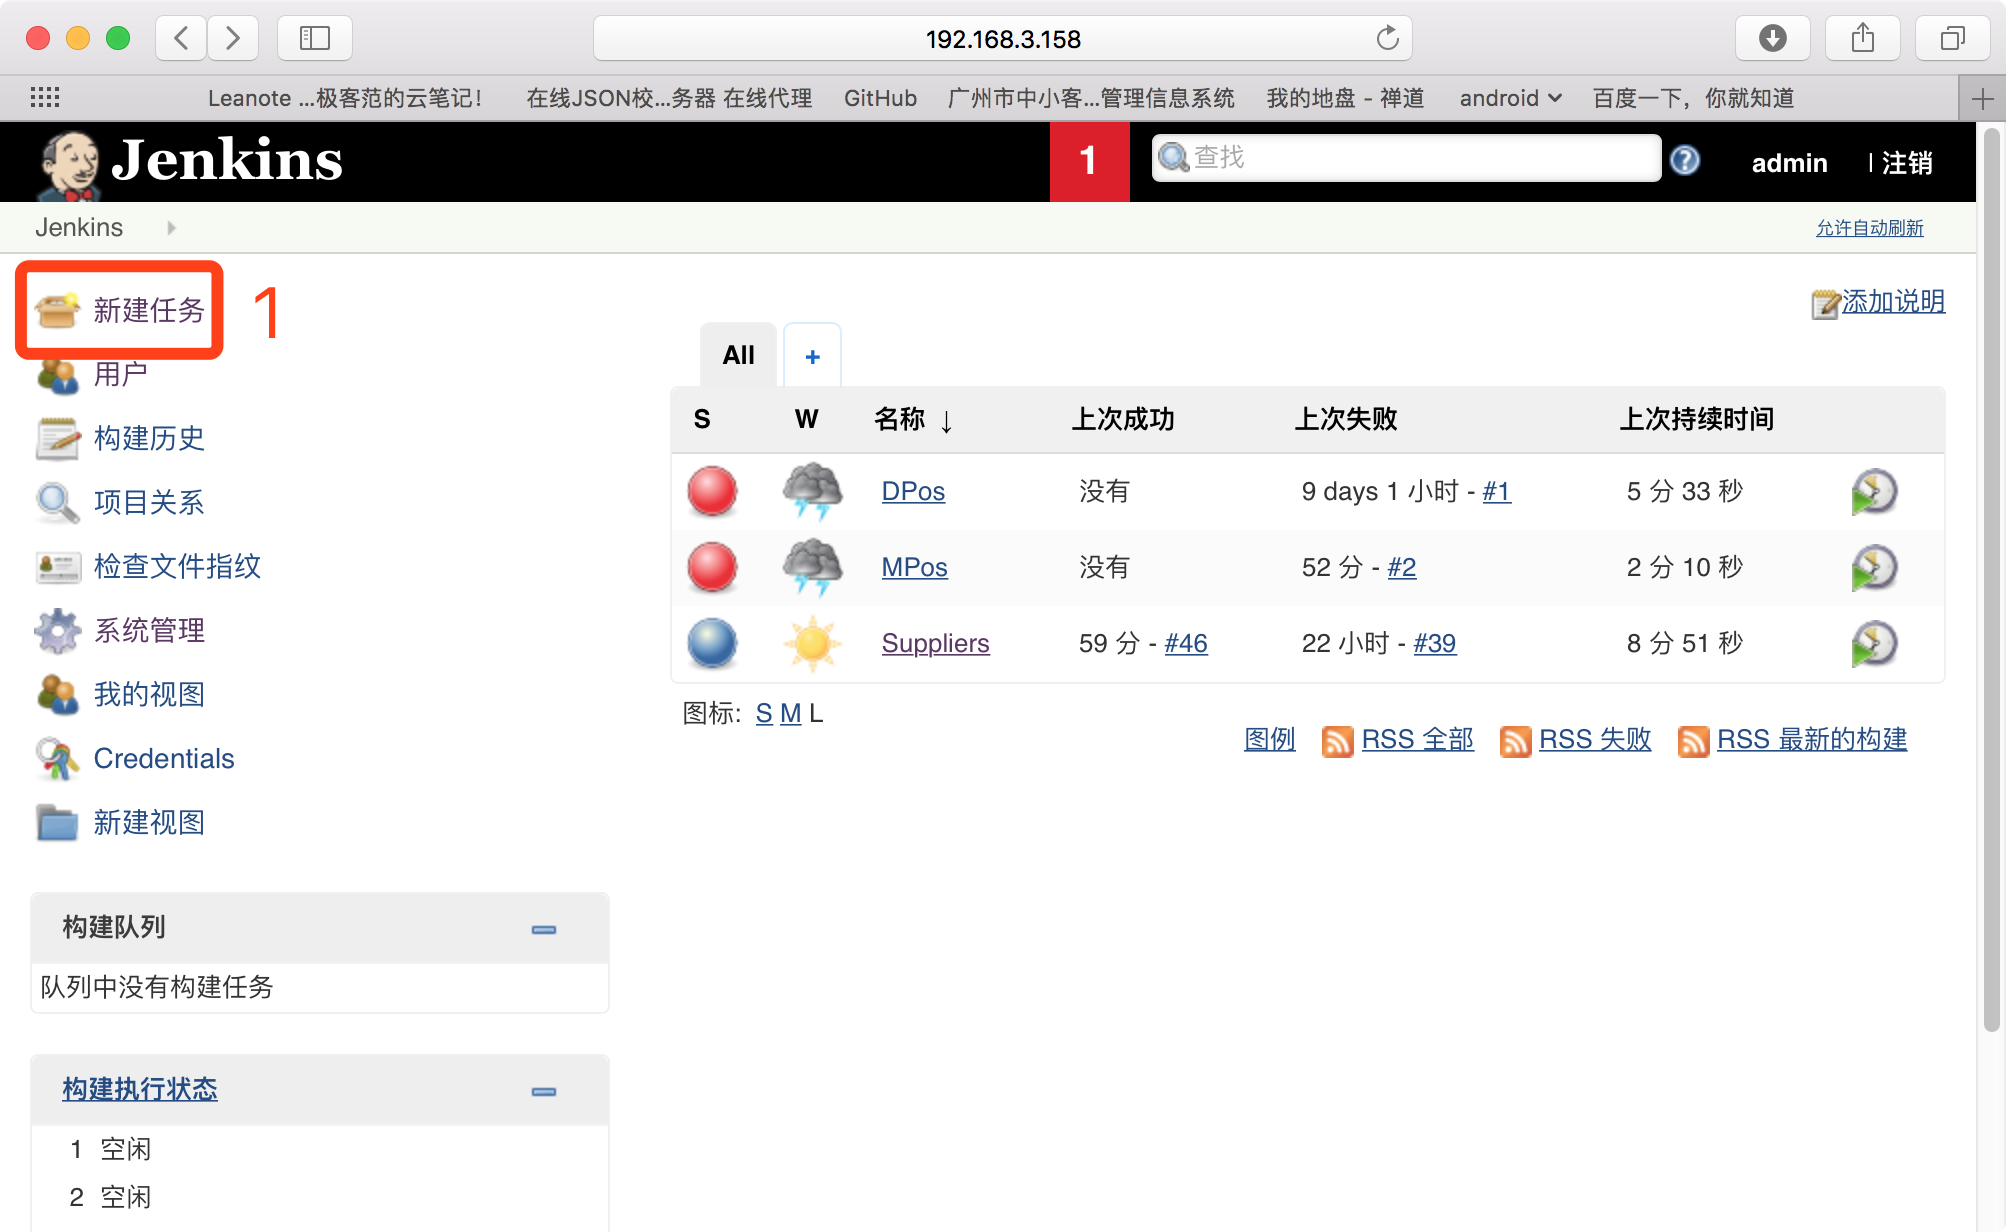 192.168.3.158
Leanote ...极客范的云笔记! 在线JSON校...务器 在线代理 GitHub 广州市中小客...管理信息系统 我的地盘 - 禅道 android 百度一下，你就知道
Jenkins 1 查找 admin | 注销
Jenkins 允许自动刷新
新建任务 1
用户
构建历史
项目关系
检查文件指纹
系统管理
我的视图
Credentials
新建视图
添加说明
All +
S W 名称 ↓ 上次成功 上次失败 上次持续时间
DPos 没有 9 days 1 小时 - #1 5 分 33 秒
MPos 没有 52 分 - #2 2 分 10 秒
Suppliers 59 分 - #46 22 小时 - #39 8 分 51 秒
图标: S M L
图例 RSS 全部 RSS 失败 RSS 最新的构建
构建队列
队列中没有构建任务
构建执行状态
1 空闲
2 空闲